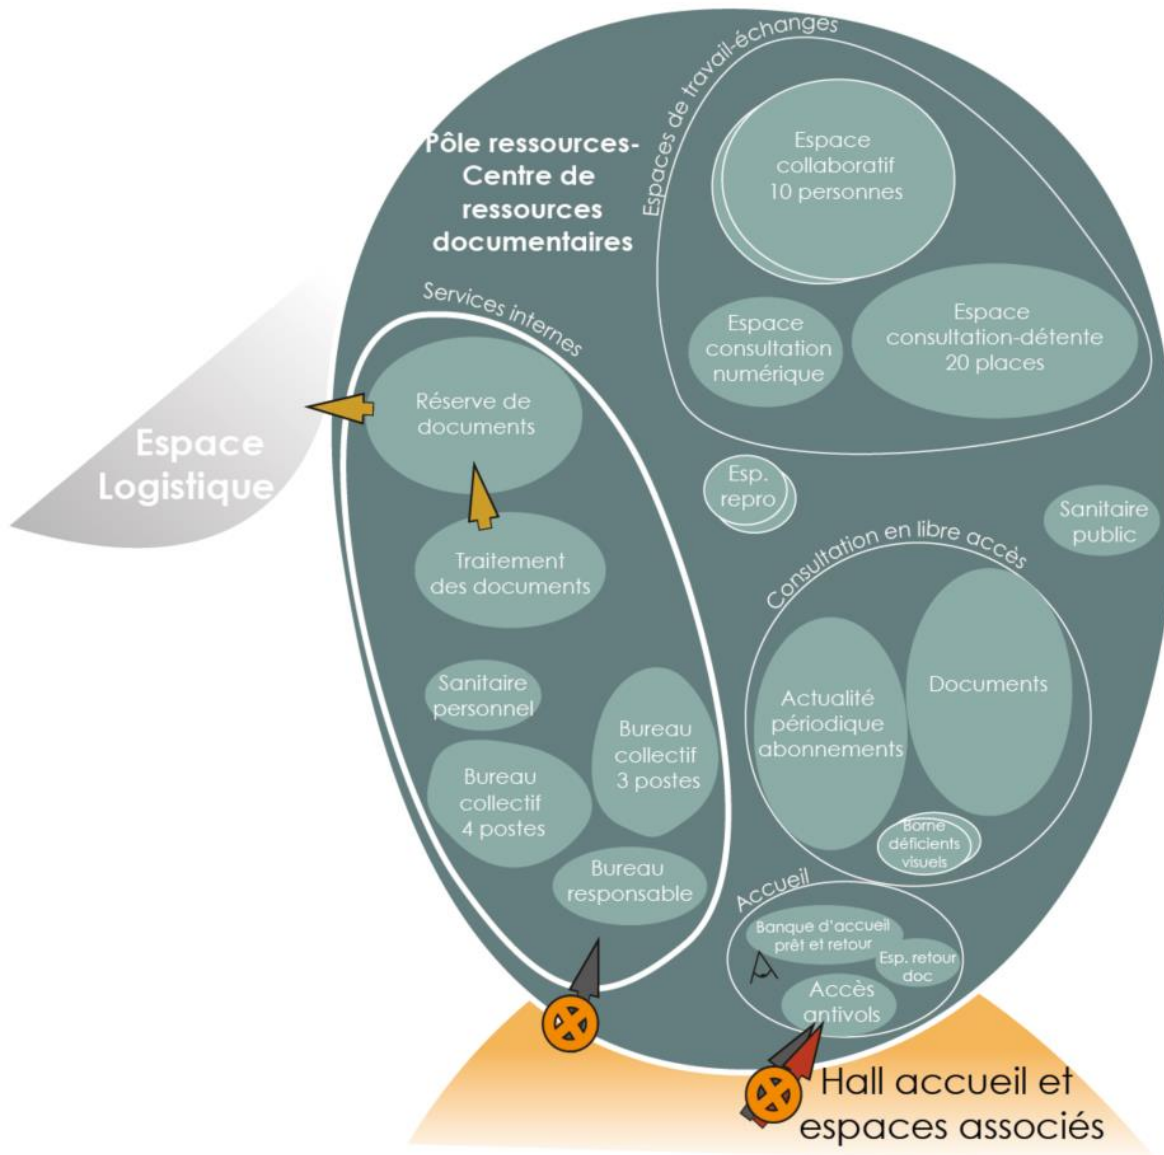 Espaces de travail-échanges
Pôle ressources-
Centre de
ressources
documentaires
Espace
collaboratif
10 personnes
Espace
consultation
numérique
Espace
consultation-détente
20 places
Services internes
Réserve de
documents
Espace
Logistique
Traitement
des documents
Esp.
repro
Sanitaire
public
Consultation en libre accès
Actualité
périodique
abonnements
Documents
Borne
déficients
visuels
Sanitaire
personnel
Bureau
collectif
3 postes
Bureau
collectif
4 postes
Bureau
responsable
Accueil
Banque d'accueil
prêt et retour
Esp. retour
doc
Accès
antivols
Hall accueil et
espaces associés